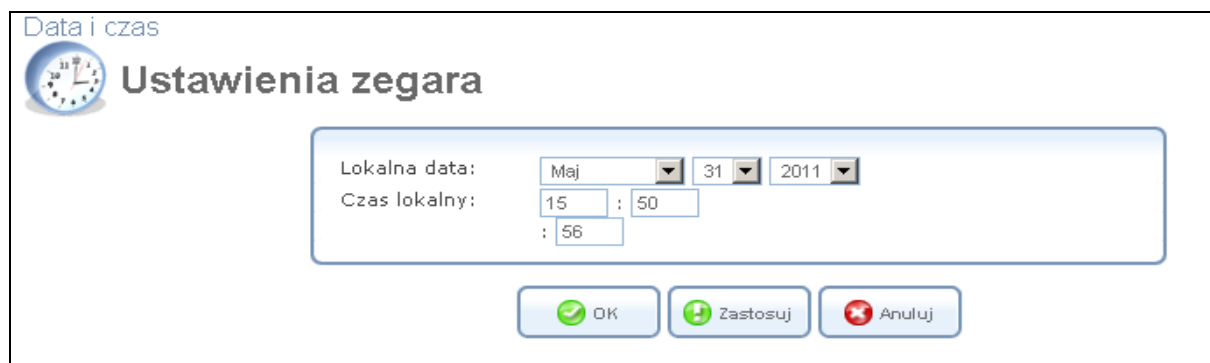 Data i czas
Ustawienia zegara
Lokalna data: Maj 31 2011
Czas lokalny: 15 : 50
: 56
OK Zastosuj Anuluj